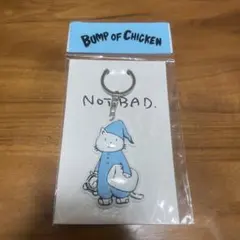 BUMP OF CHICKEN
NOT BAD.